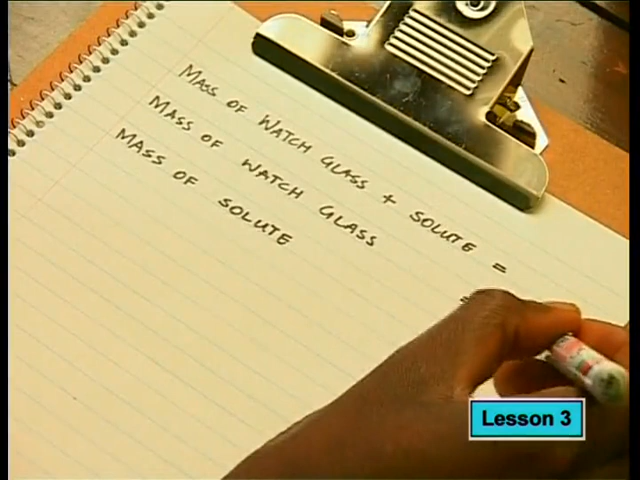 MASS OF WATCH GLASS + SOLUTE =
MASS OF WATCH GLASS
MASS OF SOLUTE
Lesson 3